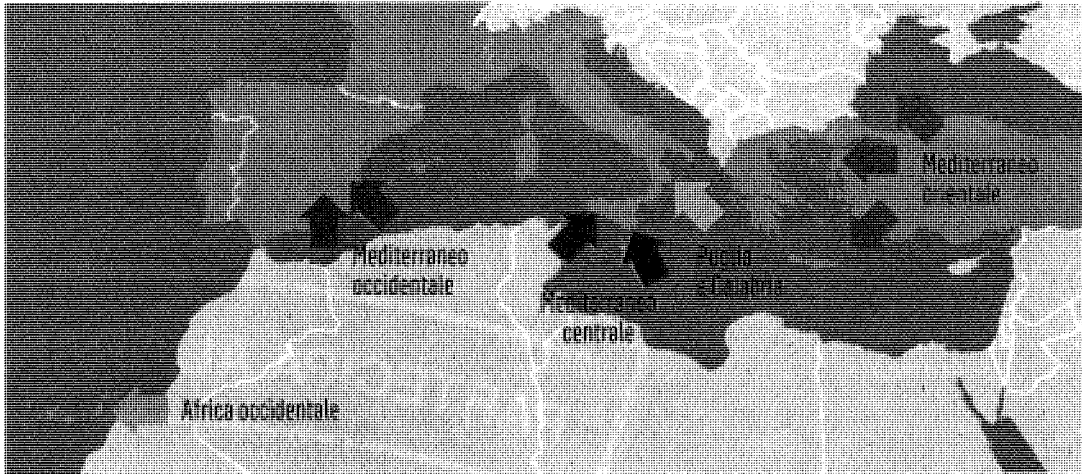 Mediterraneo
orientale
Mediterraneo
occidentale
Puglia
e Calabria
Mediterraneo
centrale
Africa occidentale